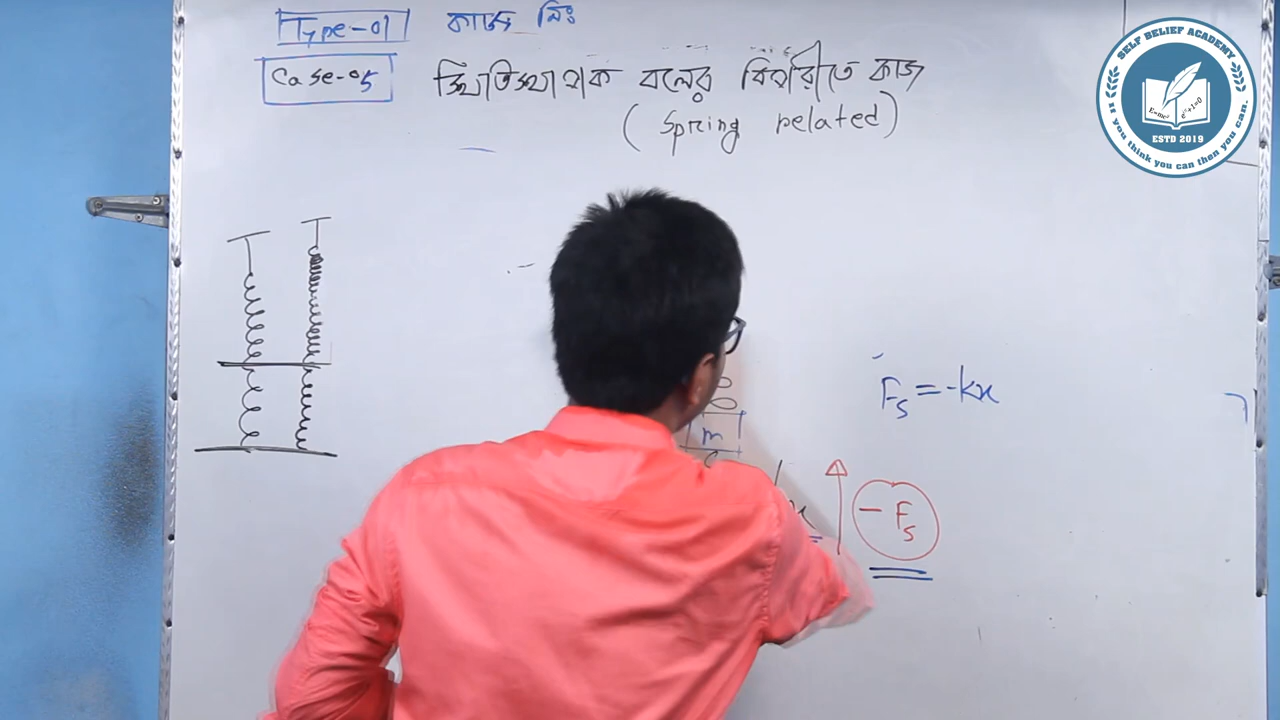 Type-01 কাজ নিঃ
Case-05 স্থিতিস্থাপক বলের বিপরীতে কাজ
(Spring related)
Fs = -kx
m
x
- Fs
SELF BELIEF ACADEMY
E=mc²
ESTD 2019
If you think you can then you can.